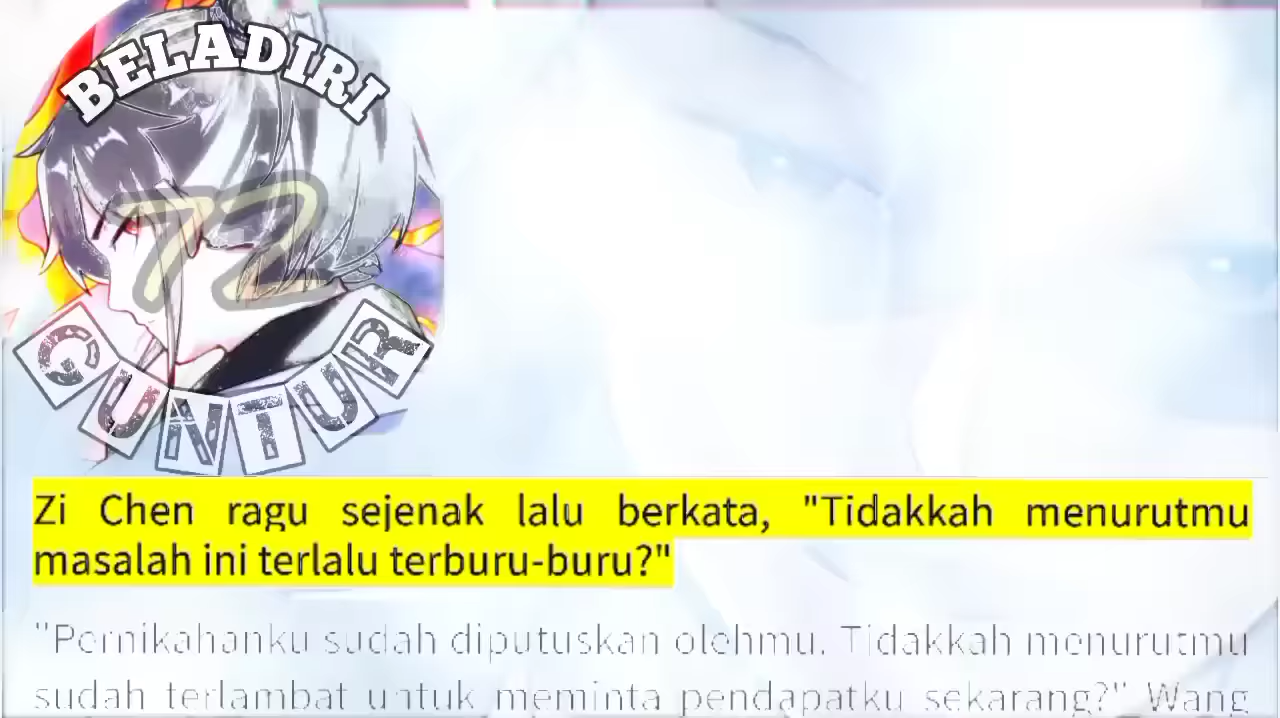 BELADIRI
72
GUNTUR
Zi Chen ragu sejenak lalu berkata, "Tidakkah menurutmu
masalah ini terlalu terburu-buru?"
"Pernikahanku sudah diputuskan olehmu. Tidakkah menurutmu
sudah terlambat untuk meminta pendapatku sekarang?" Wang